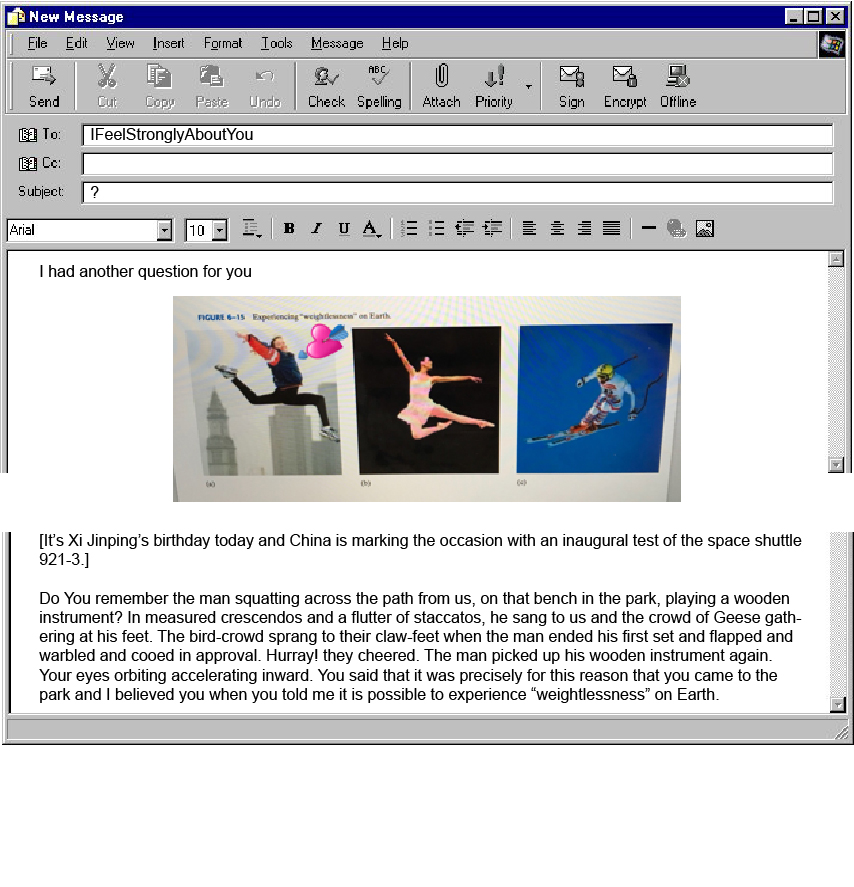 New Message
File Edit View Insert Format Tools Message Help
ABC
Send Cut Copy Paste Undo Check Spelling Attach Priority Sign Encrypt Offline
To: IFeelStronglyAboutYou
Cc:
Subject: ?
Arial 10 B I U A
I had another question for you
FIGURE 6–15 Experiencing “weightlessness” on Earth.
(a) (b) (c)
[It’s Xi Jinping’s birthday today and China is marking the occasion with an inaugural test of the space shuttle
921-3.]
Do You remember the man squatting across the path from us, on that bench in the park, playing a wooden
instrument? In measured crescendos and a flutter of staccatos, he sang to us and the crowd of Geese gath-
ering at his feet. The bird-crowd sprang to their claw-feet when the man ended his first set and flapped and
warbled and cooed in approval. Hurray! they cheered. The man picked up his wooden instrument again.
Your eyes orbiting accelerating inward. You said that it was precisely for this reason that you came to the
park and I believed you when you told me it is possible to experience “weightlessness” on Earth.